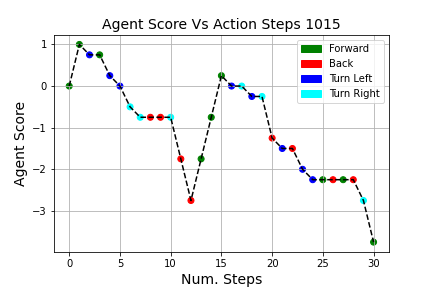 Agent Score Vs Action Steps 1015
Agent Score
1
0
−1
−2
−3
Forward
Back
Turn Left
Turn Right
0 5 10 15 20 25 30
Num. Steps